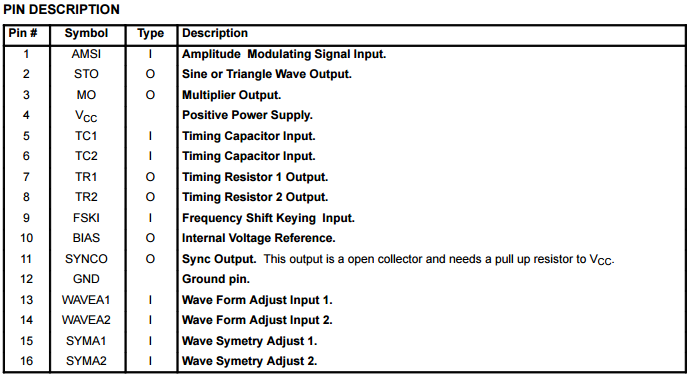 PIN DESCRIPTION
Pin # Symbol Type Description
1 AMSI I Amplitude Modulating Signal Input.
2 STO O Sine or Triangle Wave Output.
3 MO O Multiplier Output.
4 VCC Positive Power Supply.
5 TC1 I Timing Capacitor Input.
6 TC2 I Timing Capacitor Input.
7 TR1 O Timing Resistor 1 Output.
8 TR2 O Timing Resistor 2 Output.
9 FSKI I Frequency Shift Keying Input.
10 BIAS O Internal Voltage Reference.
11 SYNCO O Sync Output. This output is a open collector and needs a pull up resistor to VCC.
12 GND Ground pin.
13 WAVEA1 I Wave Form Adjust Input 1.
14 WAVEA2 I Wave Form Adjust Input 2.
15 SYMA1 I Wave Symetry Adjust 1.
16 SYMA2 I Wave Symetry Adjust 2.